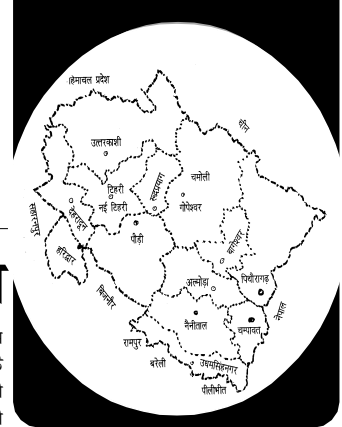 हिमाचल प्रदेश
चीन
उत्तरकाशी
चमोली
टिहरी
रूद्रप्रयाग
नई टिहरी
गोपेश्वर
देहरादून
सहारनपुर
पौड़ी
बागेश्वर
हरिद्वार
पिथौरागढ़
अल्मोड़ा
बिजनौर
नेपाल
नैनीताल
चम्पावत
रामपुर
बरेली
उधमसिंहनगर
पीलीभीत